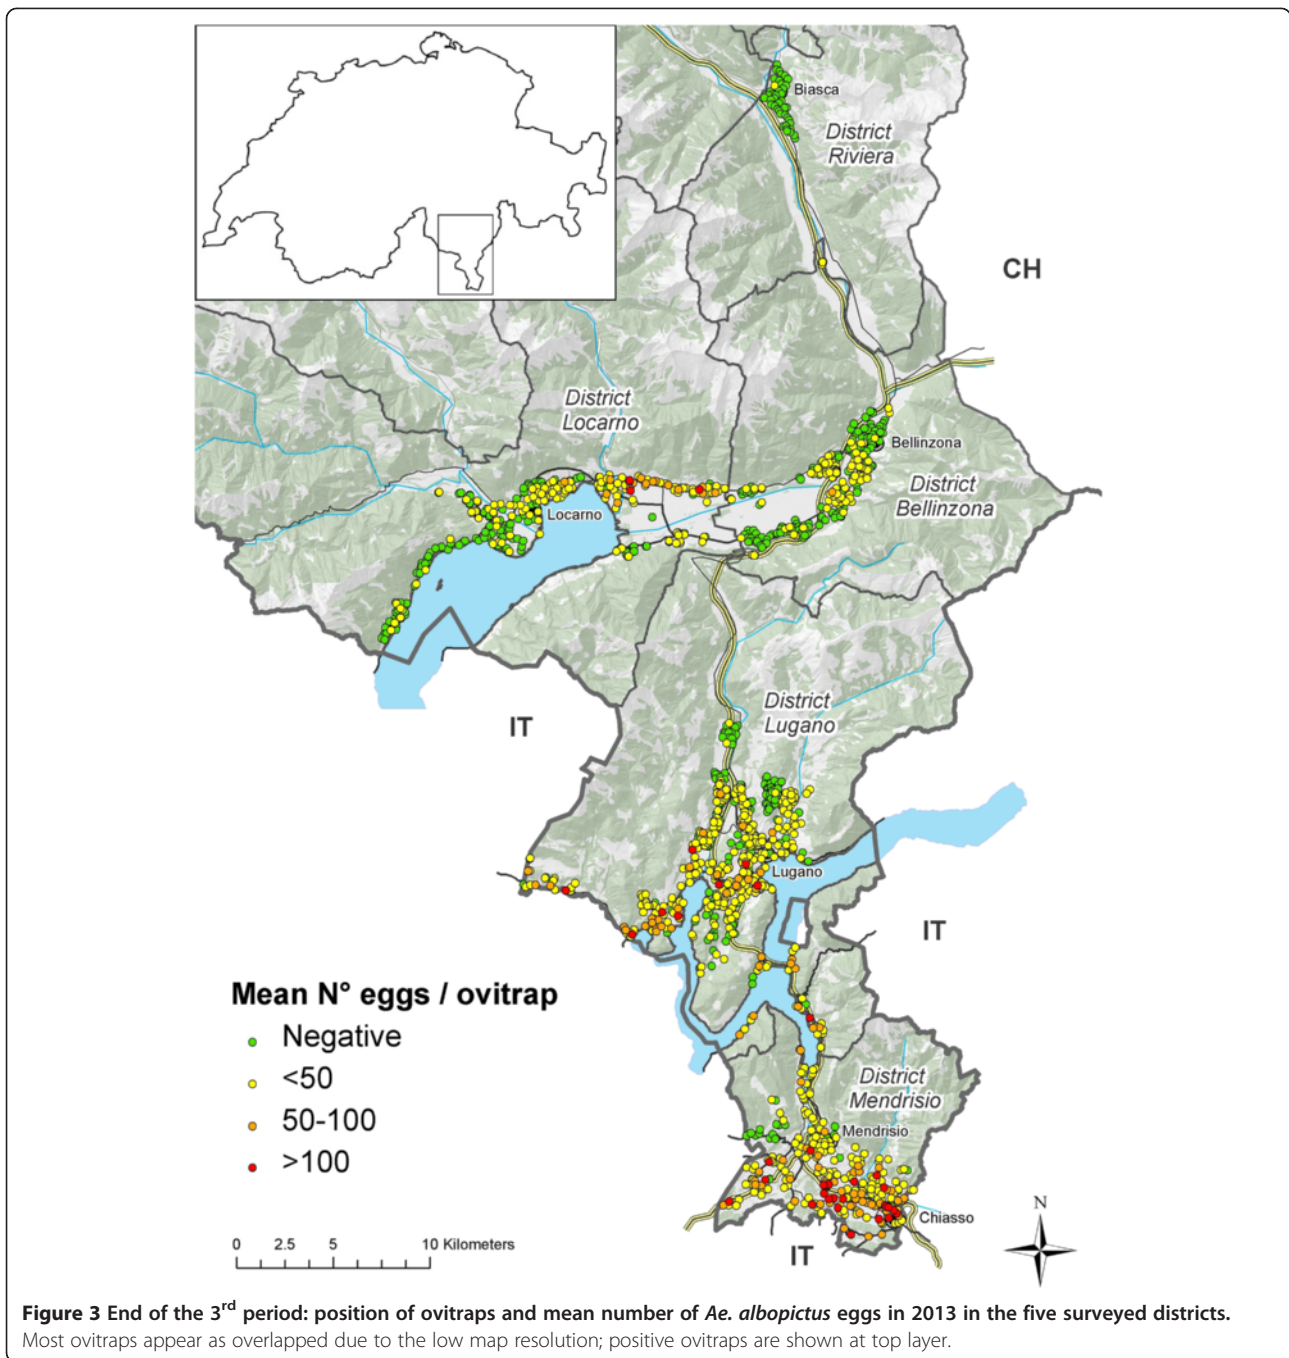 Biasca
District
Riviera
CH
District
Locarno
Bellinzona
District
Bellinzona
Locarno
IT
District
Lugano
Lugano
IT
Mean N° eggs / ovitrap
Negative
<50
50-100
>100
District
Mendrisio
Mendrisio
Chiasso
N
IT
0 2.5 5 10 Kilometers
Figure 3 End of the 3rd period: position of ovitraps and mean number of Ae. albopictus eggs in 2013 in the five surveyed districts.
Most ovitraps appear as overlapped due to the low map resolution; positive ovitraps are shown at top layer.